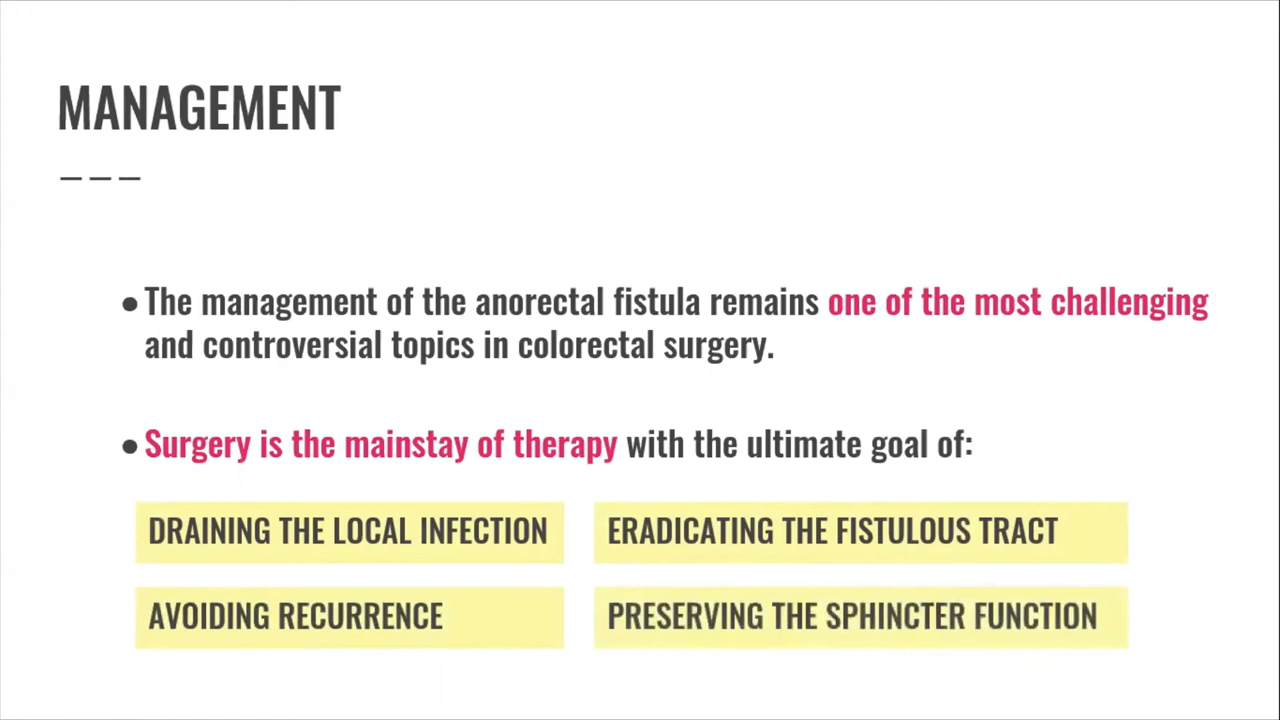 MANAGEMENT
● The management of the anorectal fistula remains one of the most challenging
and controversial topics in colorectal surgery.
● Surgery is the mainstay of therapy with the ultimate goal of:
DRAINING THE LOCAL INFECTION
ERADICATING THE FISTULOUS TRACT
AVOIDING RECURRENCE
PRESERVING THE SPHINCTER FUNCTION